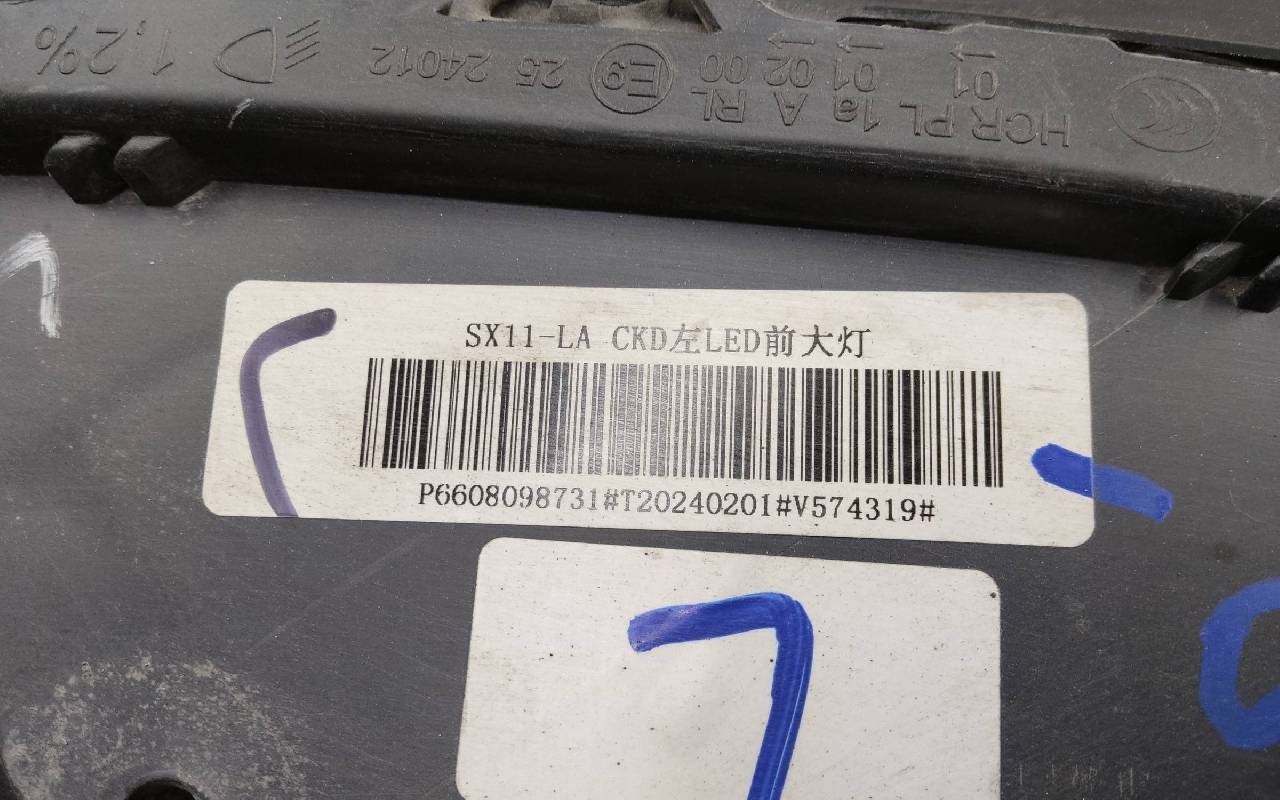 HCR PL 1a A RL
01 01 02 00
E9 25 24012
1,2%
SX11-LA CKD左LED前大灯
P6608098731#T20240201#V574319#